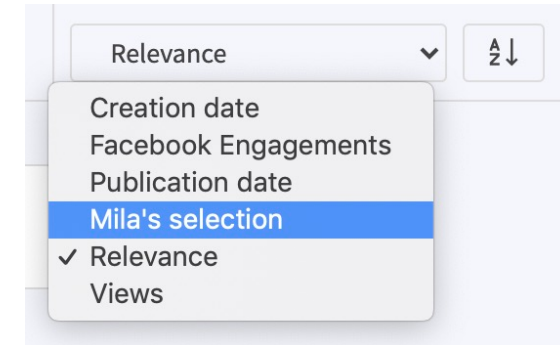 Relevance
A
Z
Creation date
Facebook Engagements
Publication date
Mila's selection
Relevance
Views